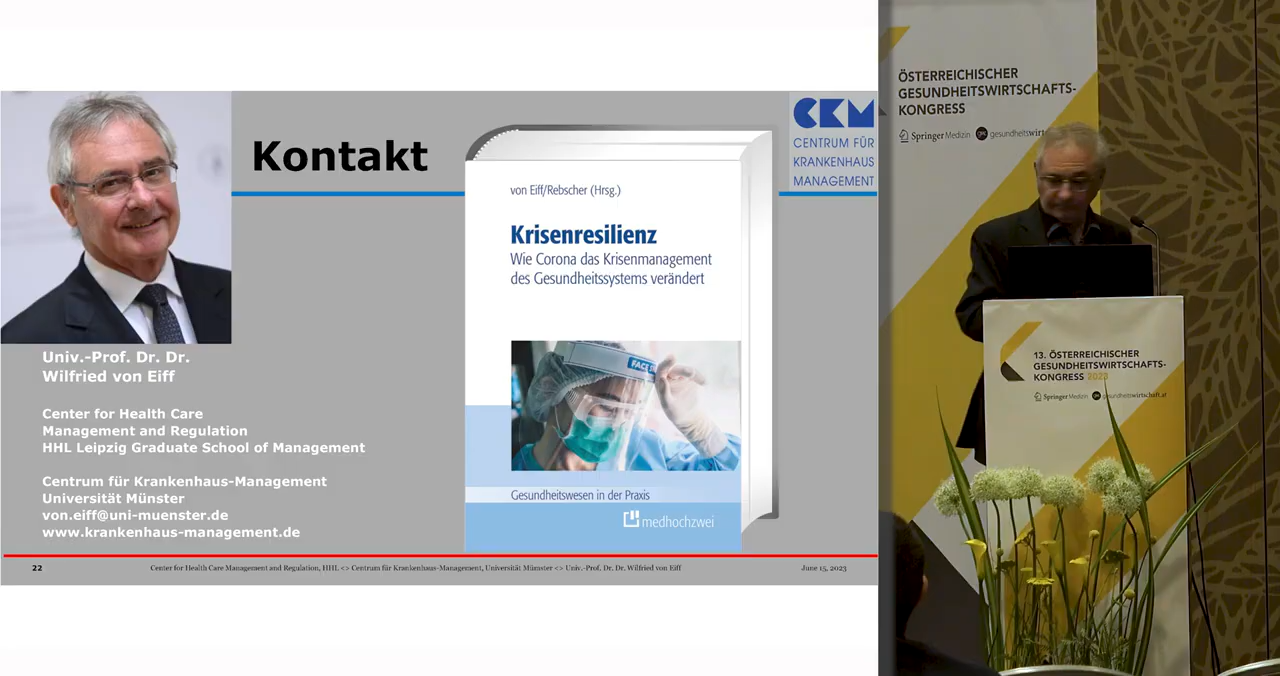 Kontakt
CKM
CENTRUM FÜR
KRANKENHAUS
MANAGEMENT
von Eiff/Rebscher (Hrsg.)
Krisenresilienz
Wie Corona das Krisenmanagement
des Gesundheitssystems verändert
Gesundheitswesen in der Praxis
medhochzwei
Univ.-Prof. Dr. Dr.
Wilfried von Eiff
Center for Health Care
Management and Regulation
HHL Leipzig Graduate School of Management
Centrum für Krankenhaus-Management
Universität Münster
von.eiff@uni-muenster.de
www.krankenhaus-management.de
22
Center for Health Care Management and Regulation, HHL <> Centrum für Krankenhaus-Management, Universität Münster <> Univ.-Prof. Dr. Dr. Wilfried von Eiff
June 15, 2023
ÖSTERREICHISCHER
GESUNDHEITSWIRTSCHAFTS-
KONGRESS
Springer Medizin
13. ÖSTERREICHISCHER
GESUNDHEITSWIRTSCHAFTS-
KONGRESS 2023
Springer Medizin gesundheitswirtschaft.at